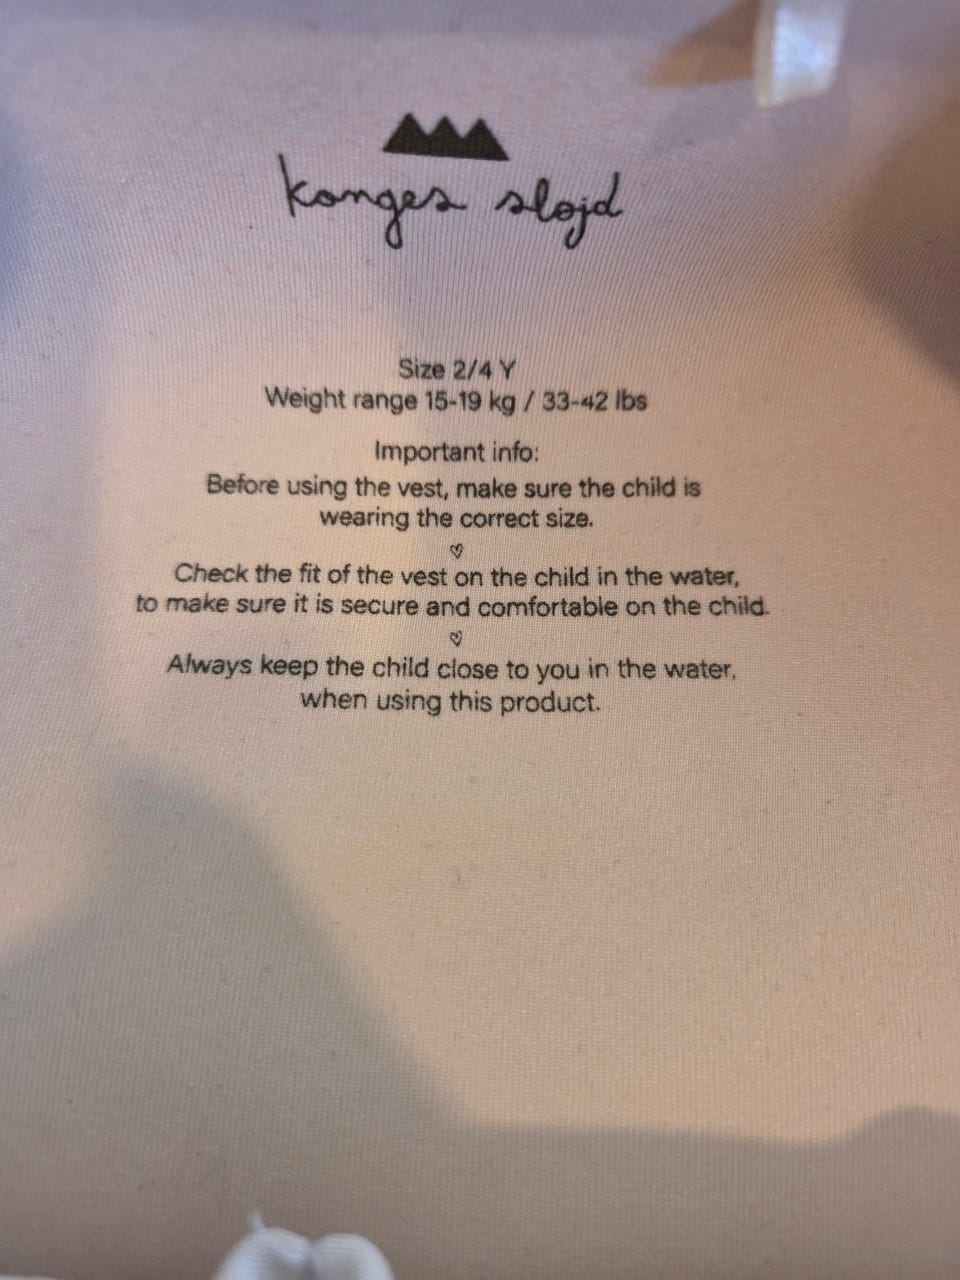 konges sløjd
Size 2/4 Y
Weight range 15-19 kg / 33-42 lbs
Important info:
Before using the vest, make sure the child is
wearing the correct size.
Check the fit of the vest on the child in the water,
to make sure it is secure and comfortable on the child.
Always keep the child close to you in the water,
when using this product.